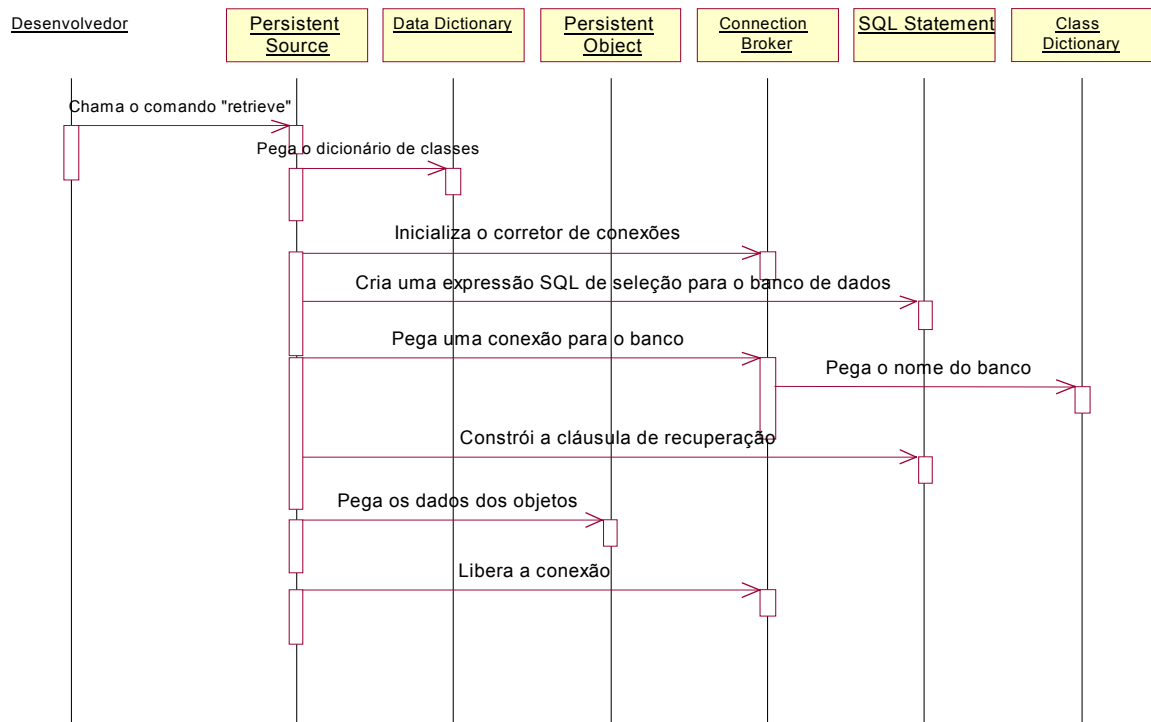 Desenvolvedor
Persistent
Source
Data Dictionary
Persistent
Object
Connection
Broker
SQL Statement
Class
Dictionary
Chama o comando "retrieve"
Pega o dicionário de classes
Inicializa o corretor de conexões
Cria uma expressão SQL de seleção para o banco de dados
Pega uma conexão para o banco
Pega o nome do banco
Constrói a cláusula de recuperação
Pega os dados dos objetos
Libera a conexão